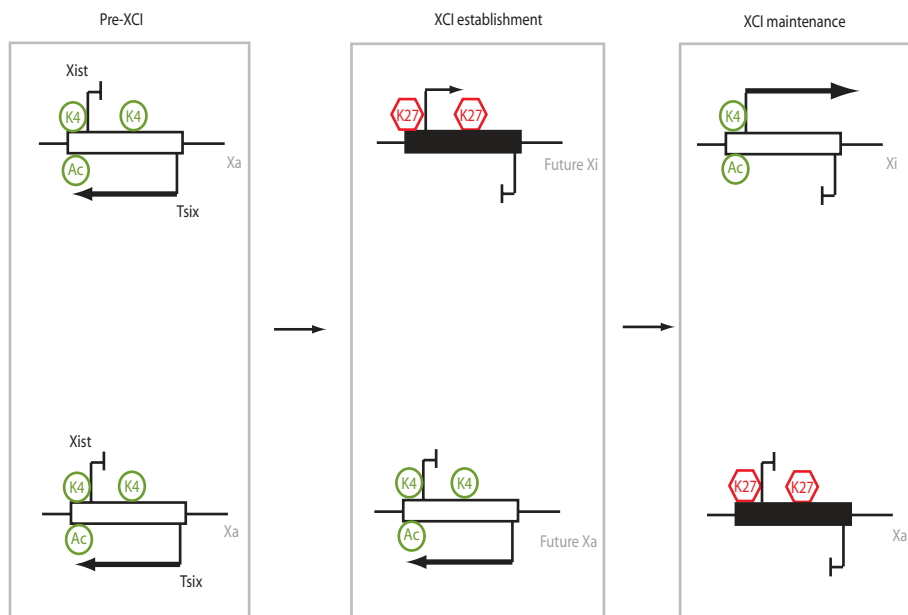 Pre-XCI
XCI establishment
XCI maintenance
Xist
K4
K4
Ac
Xa
Tsix
K27
K27
Future Xi
K4
Ac
Xi
Xist
K4
K4
Ac
Xa
Tsix
K4
K4
Ac
Future Xa
K27
K27
Xa